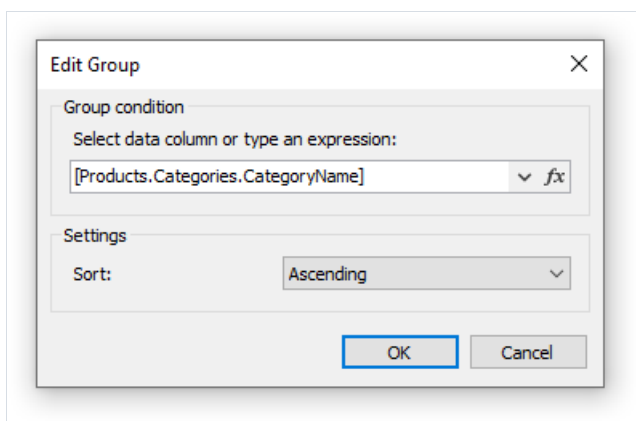 Edit Group
Group condition
Select data column or type an expression:
[Products.Categories.CategoryName]
fx
Settings
Sort:
Ascending
OK
Cancel